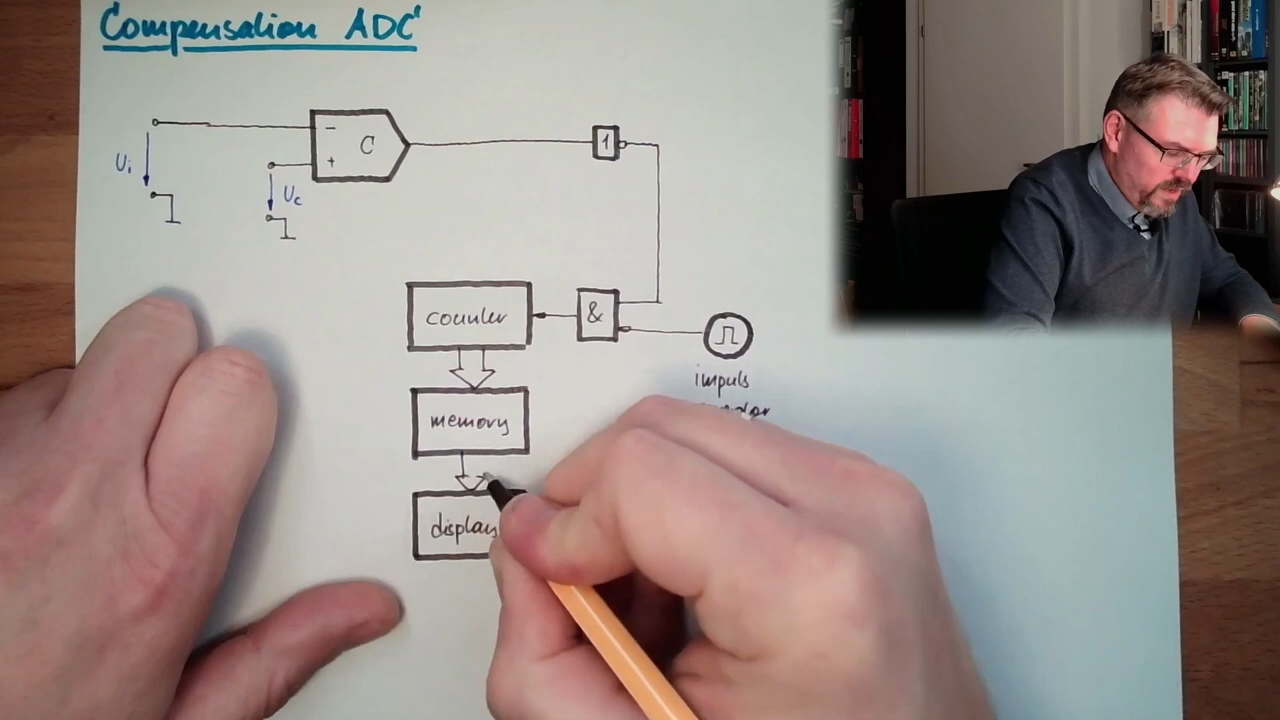 Compensation ADC
Ui
−
+
C
Uc
1
counter
&
impuls
memory
display